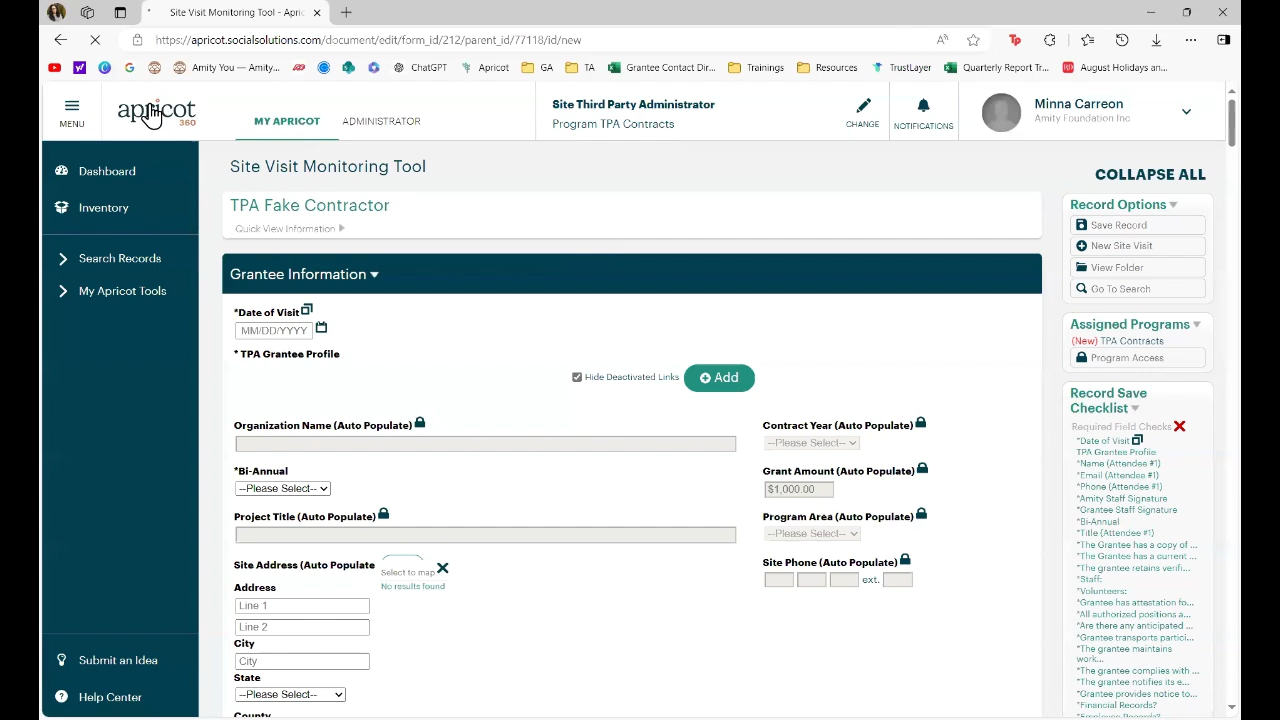 Site Visit Monitoring Tool - Apric
https://apricot.socialsolutions.com/document/edit/form_id/212/parent_id/77118/id/new
Amity You — Amity...
ChatGPT
Apricot
GA
TA
Grantee Contact Dir...
Trainings
Resources
TrustLayer
Quarterly Report Tr...
August Holidays an...
MENU
apricot
360
MY APRICOT
ADMINISTRATOR
Site Third Party Administrator
Program TPA Contracts
CHANGE
NOTIFICATIONS
Minna Carreon
Amity Foundation Inc
Dashboard
Inventory
Search Records
My Apricot Tools
Submit an Idea
Help Center
Site Visit Monitoring Tool
COLLAPSE ALL
TPA Fake Contractor
Quick View Information
Grantee Information
*Date of Visit
MM/DD/YYYY
* TPA Grantee Profile
Hide Deactivated Links
Add
Organization Name (Auto Populate)
Contract Year (Auto Populate)
--Please Select--
*Bi-Annual
--Please Select--
Grant Amount (Auto Populate)
$1,000.00
Project Title (Auto Populate)
Program Area (Auto Populate)
--Please Select--
Site Address (Auto Populate
Select to map
No results found
Site Phone (Auto Populate)
ext.
Address
Line 1
Line 2
City
City
State
--Please Select--
County
Record Options
Save Record
New Site Visit
View Folder
Go To Search
Assigned Programs
(New) TPA Contracts
Program Access
Record Save
Checklist
Required Field Checks
*Date of Visit
TPA Grantee Profile
*Name (Attendee #1)
*Email (Attendee #1)
*Phone (Attendee #1)
*Amity Staff Signature
*Grantee Staff Signature
*Bi-Annual
*Title (Attendee #1)
*The Grantee has a copy of ...
*The Grantee has a current ...
*The grantee retains verifi...
*Staff:
*Volunteers:
*Grantee has attestation fo...
*All authorized positions a...
*Are there any anticipated ...
*Grantee transports partici...
*The grantee maintains
work...
*The grantee complies with ...
*The grantee notifies its e...
*Grantee provides notice to...
*Financial Records?
*Employee Records?